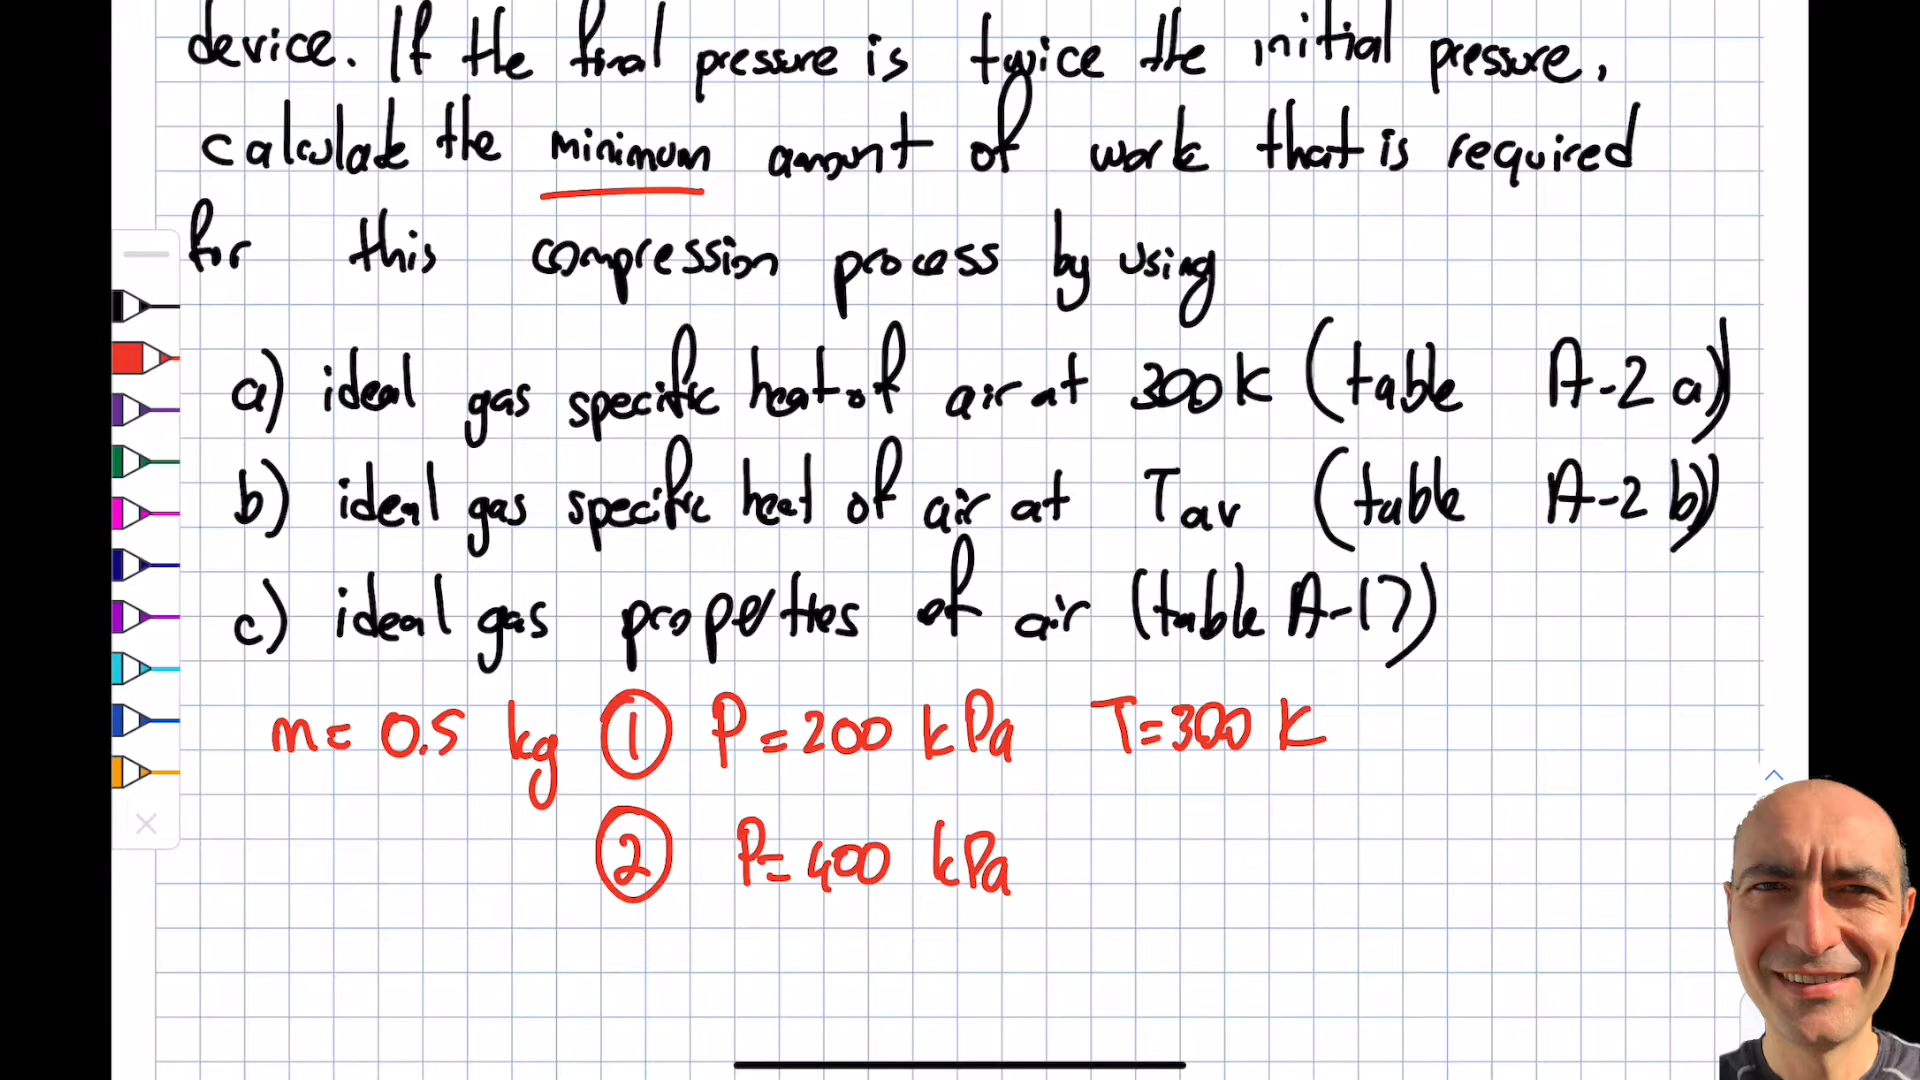 device. If the final pressure is twice the initial pressure,
calculate the minimum amount of work that is required
for this compression process by using
a) ideal gas specific heat of air at 300K (table A-2 a)
b) ideal gas specific heat of air at Tav (table A-2 b)
c) ideal gas properties of air (table A-17)
m= 0.5 kg ① P=200 kPa T=300 K
② P=400 kPa